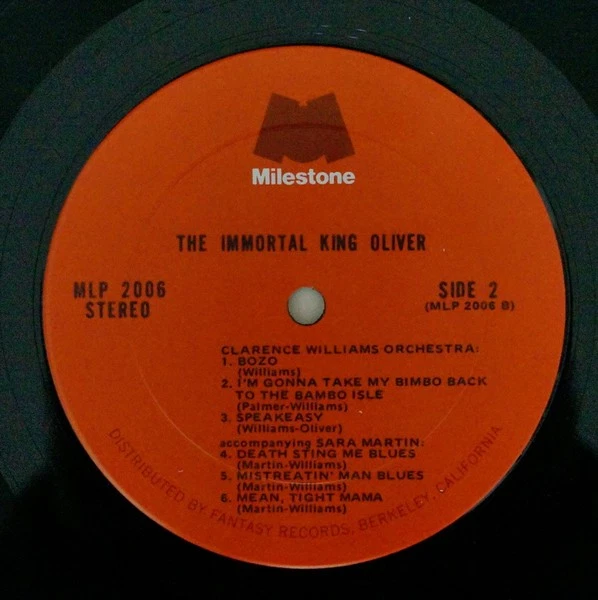 Milestone
THE IMMORTAL KING OLIVER
MLP 2006
STEREO
SIDE 2
(MLP 2006 B)
CLARENCE WILLIAMS ORCHESTRA:
1. BOZO
(Williams)
2. I'M GONNA TAKE MY BIMBO BACK
TO THE BAMBO ISLE
(Palmer-Williams)
3. SPEAKEASY
(Williams-Oliver)
accompanying SARA MARTIN:
4. DEATH STING ME BLUES
(Martin-Williams)
5. MISTREATIN' MAN BLUES
(Martin-Williams)
6. MEAN, TIGHT MAMA
(Martin-Williams)
DISTRIBUTED BY FANTASY RECORDS, BERKELEY, CALIFORNIA